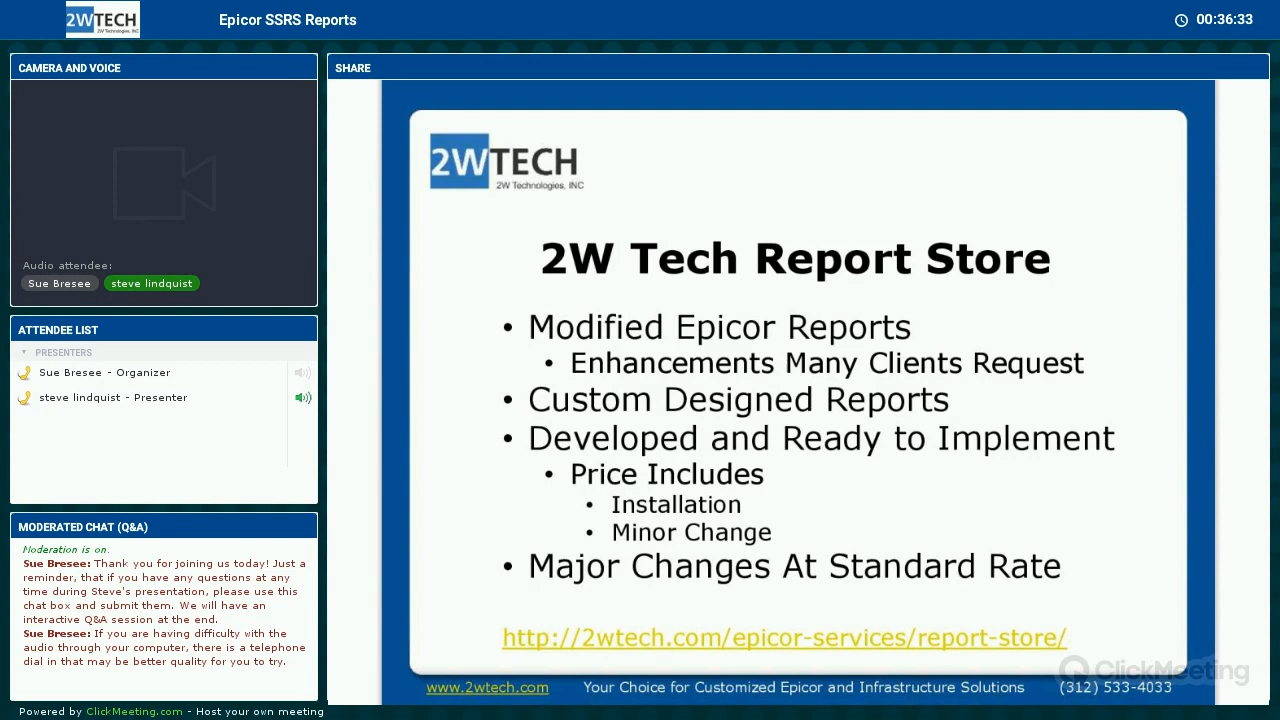 2WTECH
2W Technologies, INC
Epicor SSRS Reports
00:36:33
CAMERA AND VOICE
Audio attendee:
Sue Bresee steve lindquist
ATTENDEE LIST
PRESENTERS
Sue Bresee - Organizer
steve lindquist - Presenter
MODERATED CHAT (Q&A)
Moderation is on.
Sue Bresee: Thank you for joining us today! Just a
reminder, that if you have any questions at any
time during Steve's presentation, please use this
chat box and submit them. We will have an
interactive Q&A session at the end.
Sue Bresee: If you are having difficulty with the
audio through your computer, there is a telephone
dial in that may be better quality for you to try.
Powered by ClickMeeting.com - Host your own meeting
SHARE
2WTECH
2W Technologies, INC
2W Tech Report Store
• Modified Epicor Reports
• Enhancements Many Clients Request
• Custom Designed Reports
• Developed and Ready to Implement
• Price Includes
• Installation
• Minor Change
• Major Changes At Standard Rate
http://2wtech.com/epicor-services/report-store/
ClickMeeting
www.2wtech.com Your Choice for Customized Epicor and Infrastructure Solutions (312) 533-4033